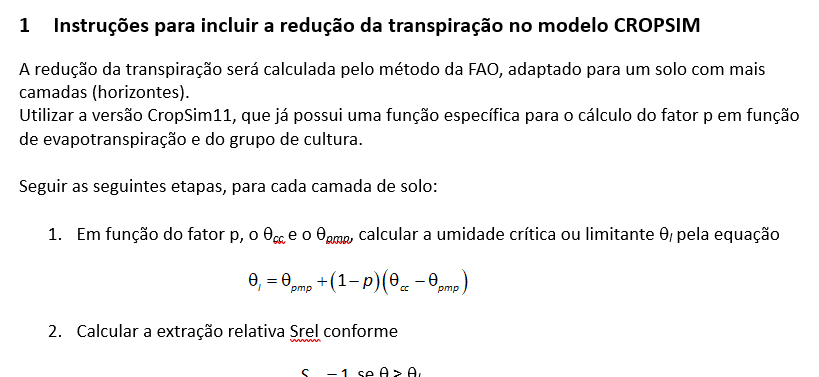 1 Instruções para incluir a redução da transpiração no modelo CROPSIM
A redução da transpiração será calculada pelo método da FAO, adaptado para um solo com mais
camadas (horizontes).
Utilizar a versão CropSim11, que já possui uma função específica para o cálculo do fator p em função
de evapotranspiração e do grupo de cultura.
Seguir as seguintes etapas, para cada camada de solo:
1. Em função do fator p, o θcc e o θpmp, calcular a umidade crítica ou limitante θl pela equação
θl = θpmp + (1 − p)(θcc − θpmp)
2. Calcular a extração relativa Srel conforme
= 1 se θ > θl